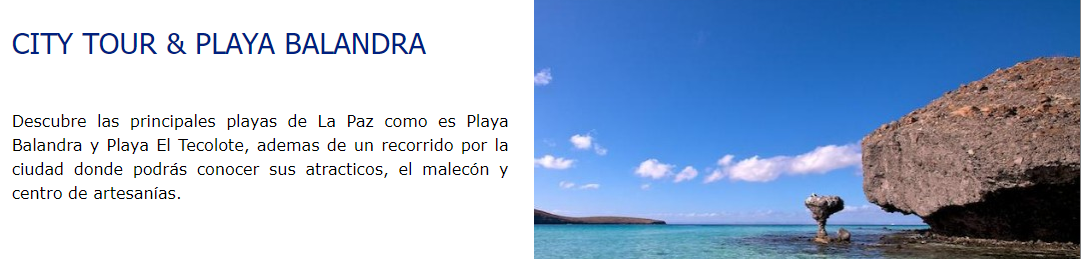 CITY TOUR & PLAYA BALANDRA
Descubre las principales playas de La Paz como es Playa
Balandra y Playa El Tecolote, ademas de un recorrido por la
ciudad donde podrás conocer sus atracticos, el malecón y
centro de artesanías.